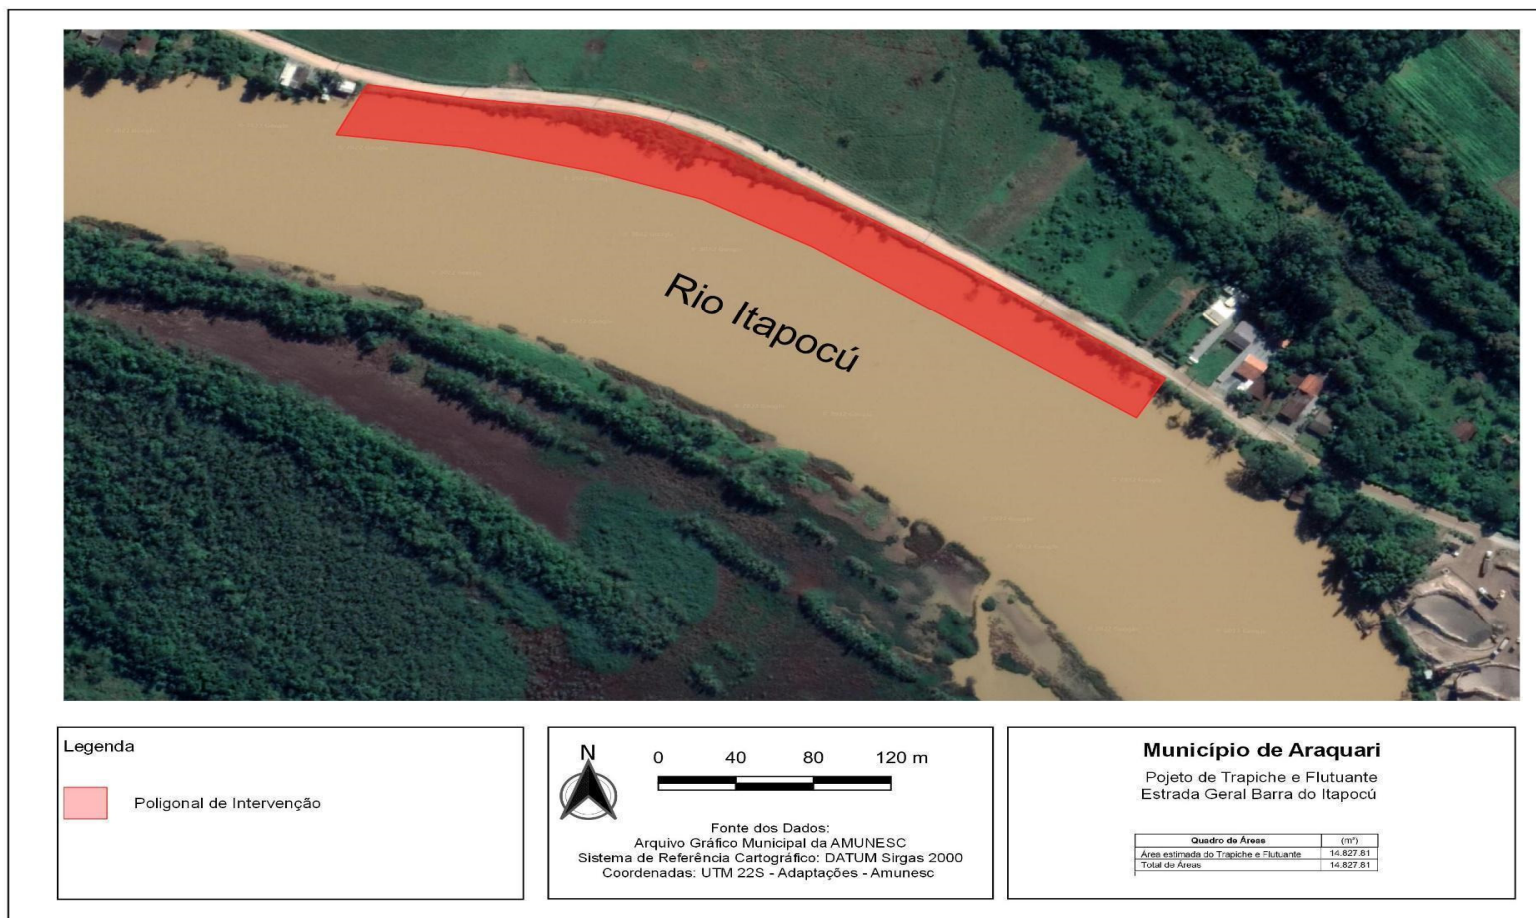 Rio Itapocú
Legenda
Poligonal de Intervenção
N
0 40 80 120 m
Fonte dos Dados:
Arquivo Gráfico Municipal da AMUNESC
Sistema de Referência Cartográfico: DATUM Sirgas 2000
Coordenadas: UTM 22S - Adaptações - Amunesc
Município de Araquari
Pojeto de Trapiche e Flutuante
Estrada Geral Barra do Itapocú
Quadro de Áreas (m²)
Área estimada do Trapiche e Flutuante 14.827.81
Total de Áreas 14.827.81